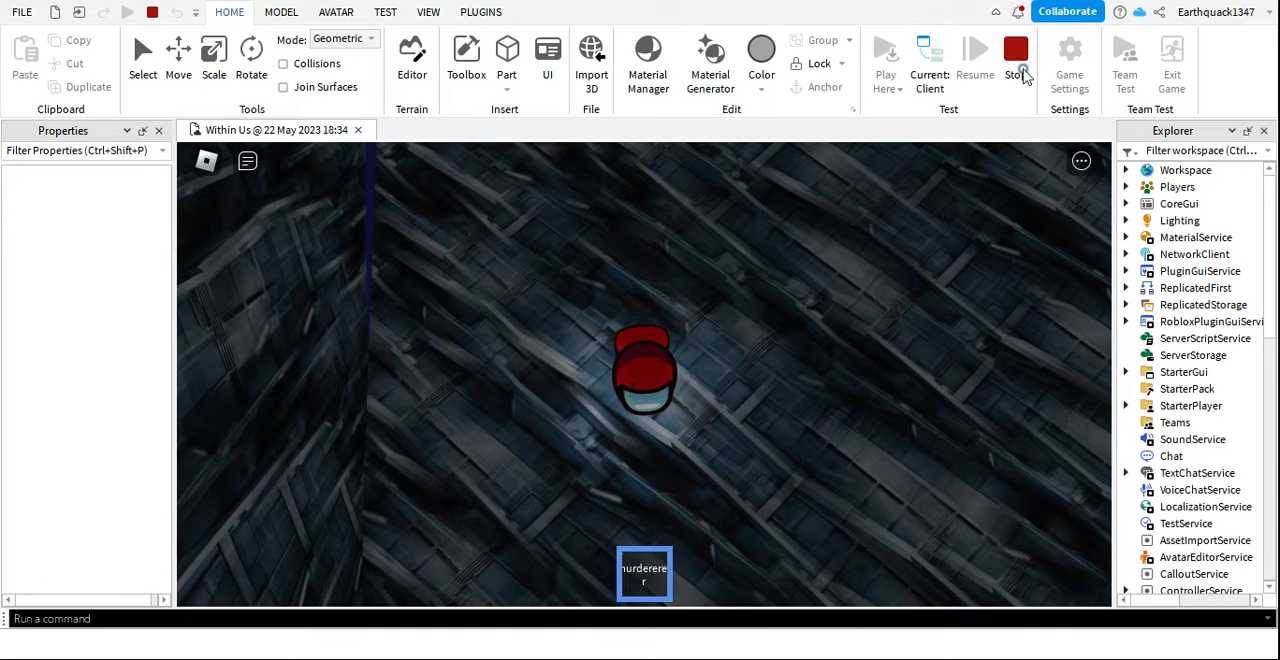 FILE HOME MODEL AVATAR TEST VIEW PLUGINS Collaborate Earthquack1347
Paste Copy Cut Duplicate Select Move Scale Rotate Mode: Geometric Collisions Join Surfaces Editor Toolbox Part UI Import 3D Material Manager Material Generator Color Group Lock Anchor Play Here Current: Client Resume Stop Game Settings Team Test Exit Game
Clipboard Tools Terrain Insert File Edit Test Settings Team Test
Properties Within Us @ 22 May 2023 18:34 Explorer
Filter Properties (Ctrl+Shift+P) Filter workspace (Ctrl...
Workspace
Players
CoreGui
Lighting
MaterialService
NetworkClient
PluginGuiService
ReplicatedFirst
ReplicatedStorage
RobloxPluginGuiServi
ServerScriptService
ServerStorage
StarterGui
StarterPack
StarterPlayer
Teams
SoundService
Chat
TextChatService
VoiceChatService
LocalizationService
TestService
AssetImportService
AvatarEditorService
CalloutService
ControllerService
nurderere
r
Run a command